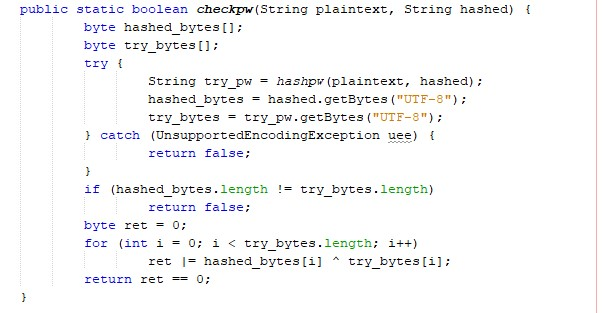 public static boolean checkpw(String plaintext, String hashed) {
byte hashed_bytes[];
byte try_bytes[];
try {
String try_pw = hashpw(plaintext, hashed);
hashed_bytes = hashed.getBytes("UTF-8");
try_bytes = try_pw.getBytes("UTF-8");
} catch (UnsupportedEncodingException uee) {
return false;
}
if (hashed_bytes.length != try_bytes.length)
return false;
byte ret = 0;
for (int i = 0; i < try_bytes.length; i++)
ret |= hashed_bytes[i] ^ try_bytes[i];
return ret == 0;
}